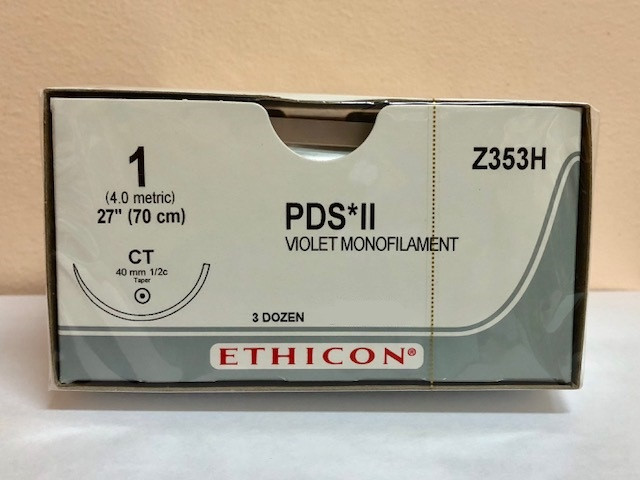 1
(4.0 metric)
27" (70 cm)
CT
40 mm 1/2c
Taper
Z353H
PDS*II
VIOLET MONOFILAMENT
3 DOZEN
ETHICON®